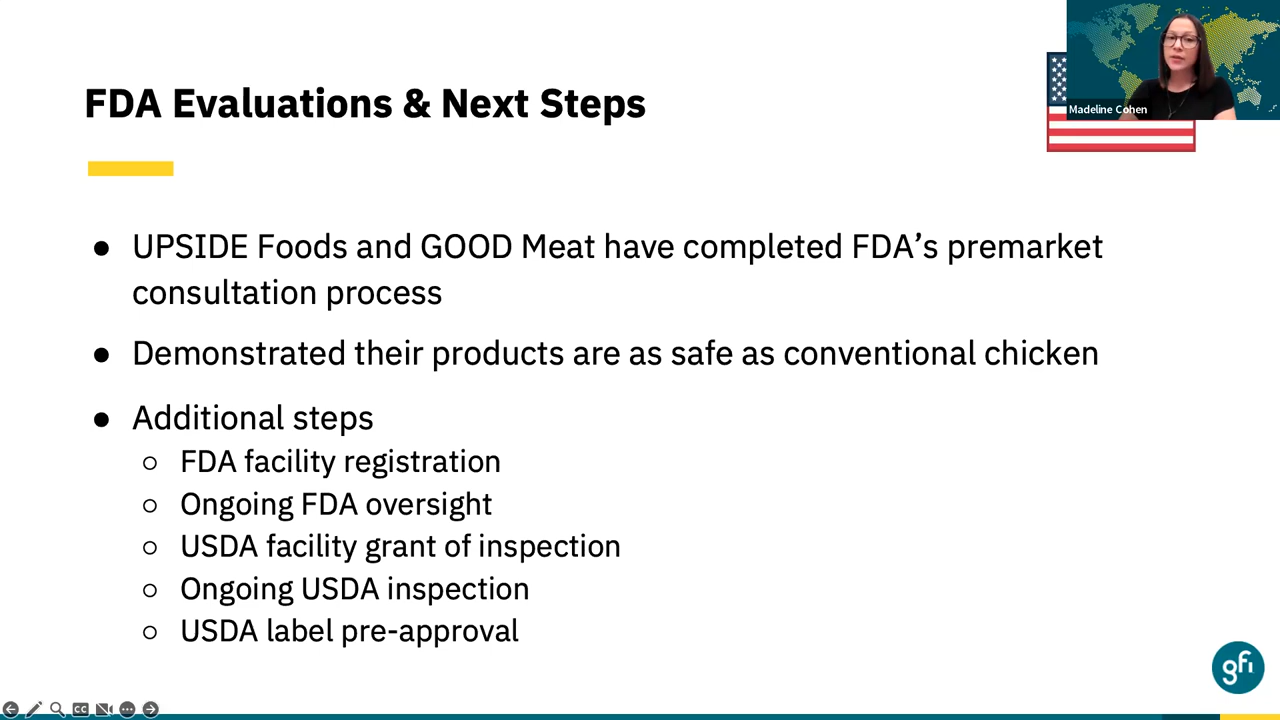 Madeline Cohen
FDA Evaluations & Next Steps
● UPSIDE Foods and GOOD Meat have completed FDA’s premarket
consultation process
● Demonstrated their products are as safe as conventional chicken
● Additional steps
○ FDA facility registration
○ Ongoing FDA oversight
○ USDA facility grant of inspection
○ Ongoing USDA inspection
○ USDA label pre-approval
gfi
CC